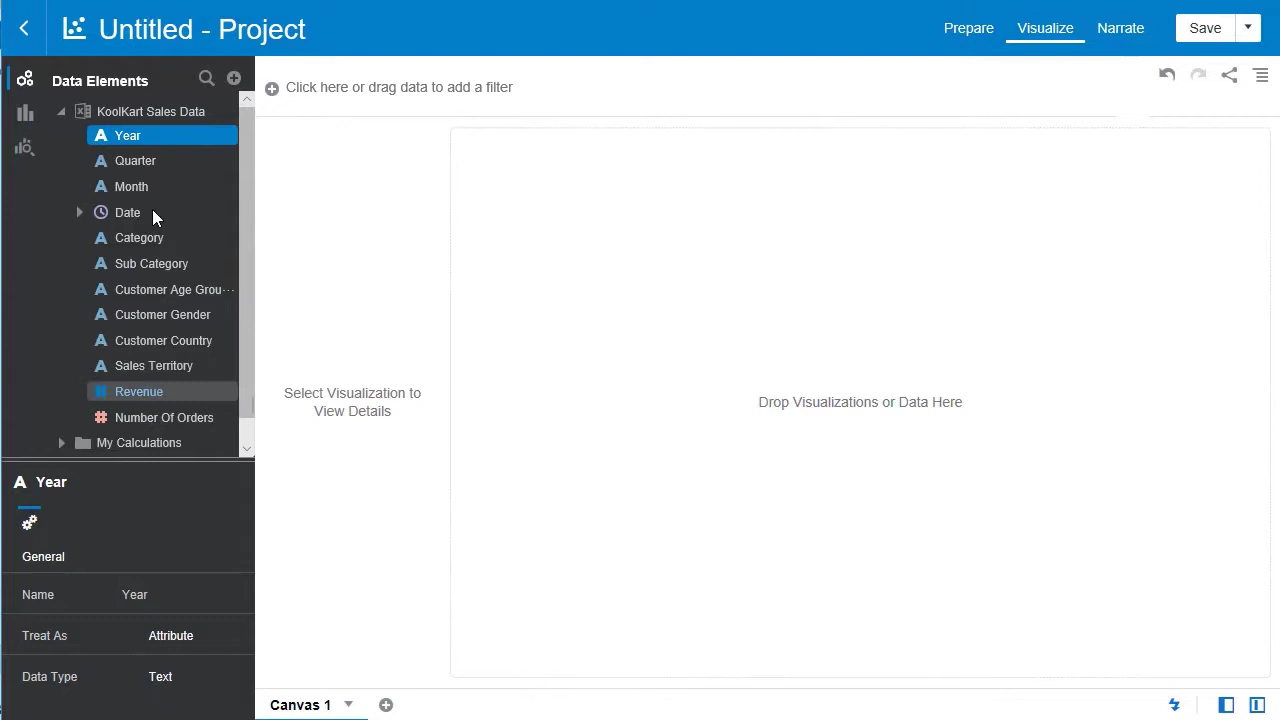 Untitled - Project
Prepare
Visualize
Narrate
Save
Data Elements
KoolKart Sales Data
Year
Quarter
Month
Date
Category
Sub Category
Customer Age Grou...
Customer Gender
Customer Country
Sales Territory
Revenue
Number Of Orders
My Calculations
A Year
General
Name Year
Treat As Attribute
Data Type Text
Click here or drag data to add a filter
Select Visualization to
View Details
Drop Visualizations or Data Here
Canvas 1